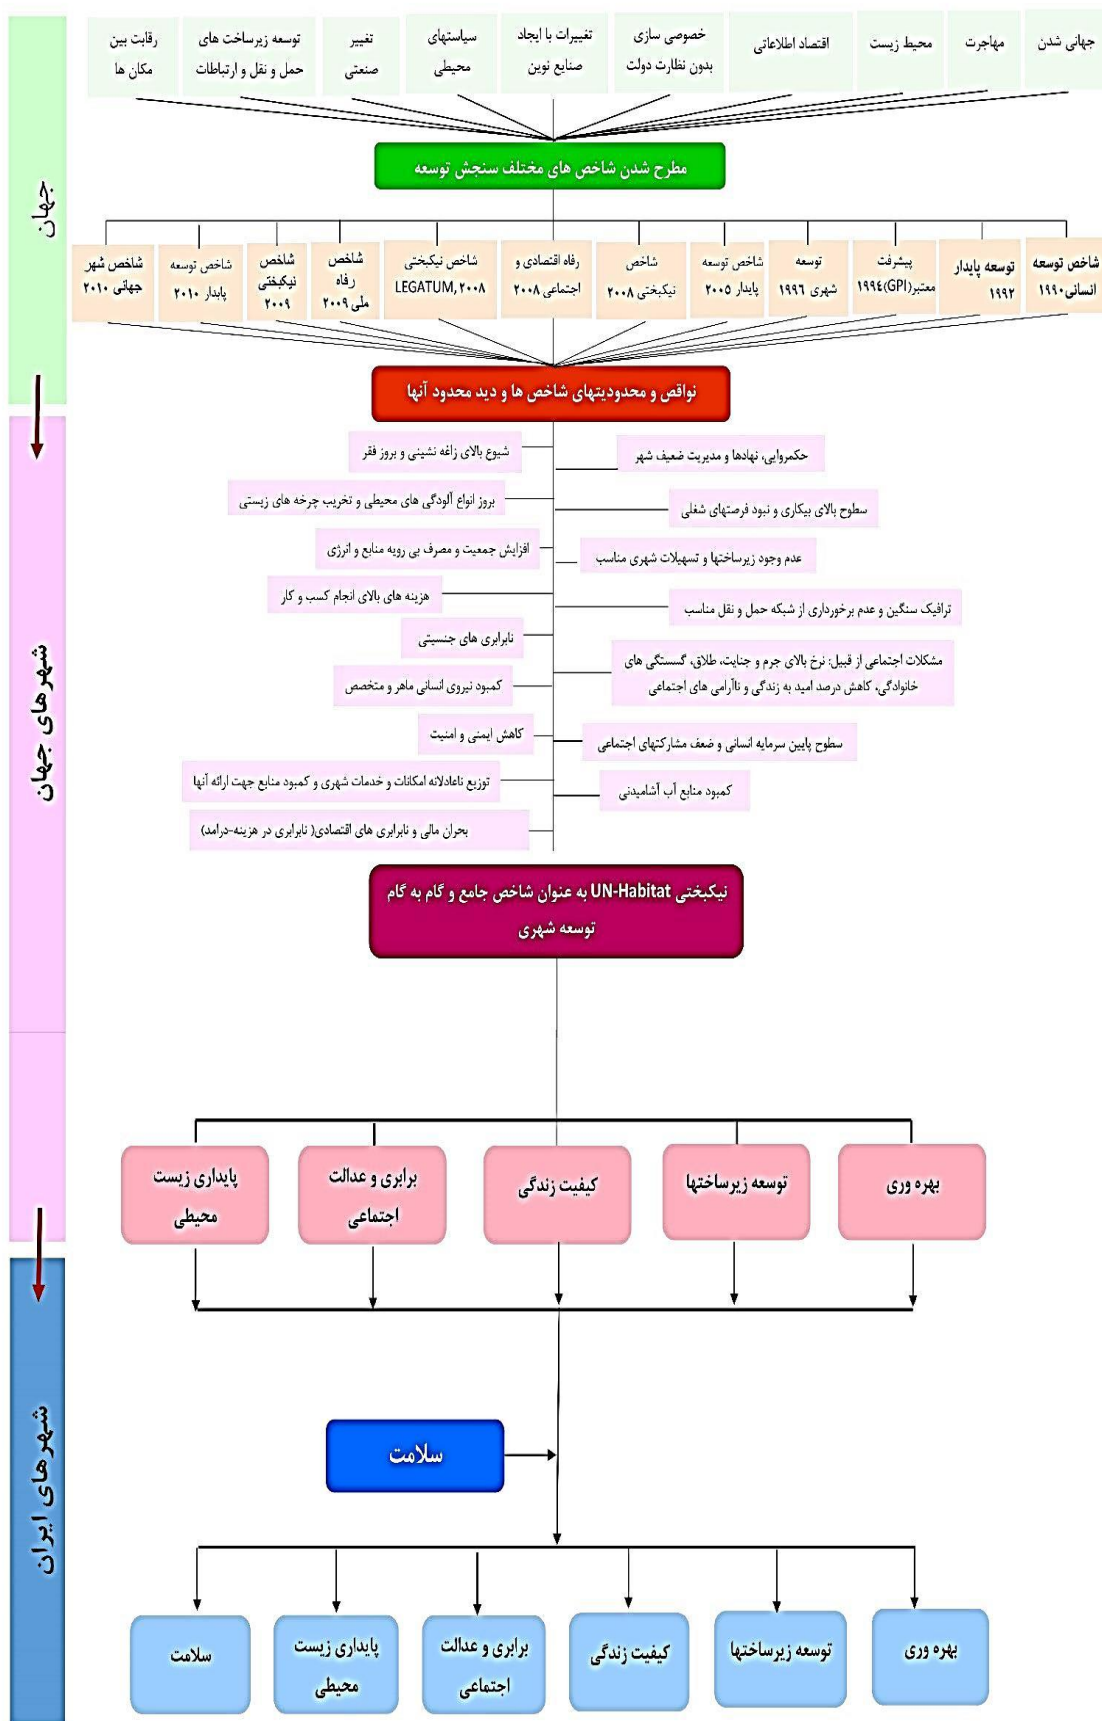 جهانی شدن
مهاجرت
محیط زیست
اقتصاد اطلاعاتی
خصوصی سازی
بدون نظارت دولت
تغییرات با ایجاد
صنایع نوین
سیاستهای
محیطی
تغییر
صنعتی
توسعه زیرساخت های
حمل و نقل و ارتباطات
رقابت بین
مکان ها
جهان
مطرح شدن شاخص های مختلف سنجش توسعه
شاخص توسعه
انسانی۱۹۹۰
توسعه پایدار
۱۹۹۲
پیشرفت
معتبر(GPI)۱۹۹٤
توسعه
شهری ۱۹۹٦
شاخص توسعه
پایدار ۲۰۰۵
شاخص
نیکبختی ۲۰۰۸
رفاه اقتصادی و
اجتماعی ۲۰۰۸
شاخص نیکبختی
LEGATUM,۲۰۰۸
شاخص
رفاه
ملی ۲۰۰۹
شاخص
نیکبختی
۲۰۰۹
شاخص توسعه
پایدار ۲۰۱۰
شاخص شهر
جهانی ۲۰۱۰
نواقص و محدودیتهای شاخص ها و دید محدود آنها
شهرهای جهان
حکمروایی، نهادها و مدیریت ضعیف شهر
شیوع بالای زاغه نشینی و بروز فقر
سطوح بالای بیکاری و نبود فرصتهای شغلی
بروز انواع آلودگی های محیطی و تخریب چرخه های زیستی
عدم وجود زیرساختها و تسهیلات شهری مناسب
افزایش جمعیت و مصرف بی رویه منابع و انرژی
ترافیک سنگین و عدم برخورداری از شبکه حمل و نقل مناسب
هزینه های بالای انجام کسب و کار
نابرابری های جنسیتی
مشکلات اجتماعی از قبیل: نرخ بالای جرم و جنایت، طلاق، گسستگی های
خانوادگی، کاهش درصد امید به زندگی و ناآرامی های اجتماعی
کمبود نیروی انسانی ماهر و متخصص
سطوح پایین سرمایه انسانی و ضعف مشارکتهای اجتماعی
کاهش ایمنی و امنیت
کمبود منابع آب آشامیدنی
توزیع ناعادلانه امکانات و خدمات شهری و کمبود منابع جهت ارائه آنها
بحران مالی و نابرابری های اقتصادی( نابرابری در هزینه-درامد)
نیکبختی UN-Habitat به عنوان شاخص جامع و گام به گام
توسعه شهری
بهره وری
توسعه زیرساختها
کیفیت زندگی
برابری و عدالت
اجتماعی
پایداری زیست
محیطی
شهرهای ایران
سلامت
بهره وری
توسعه زیرساختها
کیفیت زندگی
برابری و عدالت
اجتماعی
پایداری زیست
محیطی
سلامت